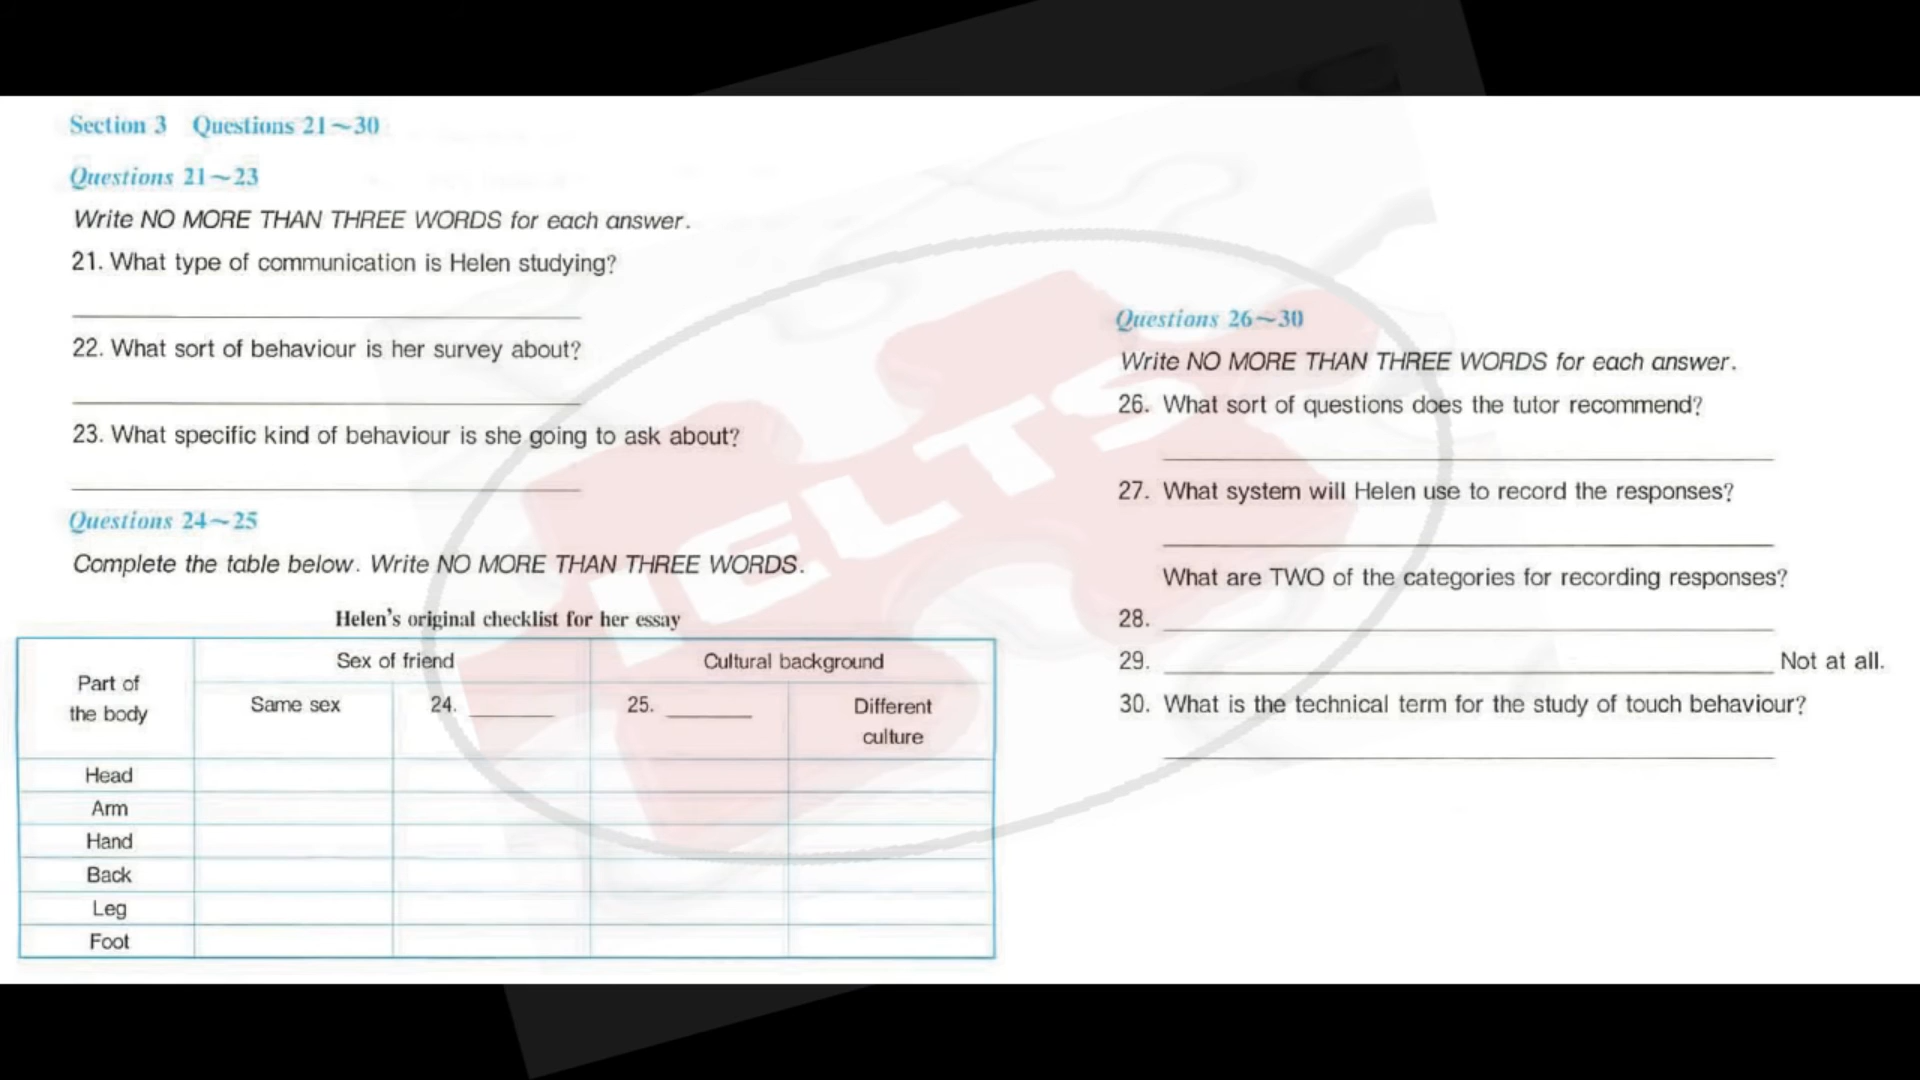 Section 3 Questions 21~30
Questions 21~23
Write NO MORE THAN THREE WORDS for each answer.
21. What type of communication is Helen studying?
22. What sort of behaviour is her survey about?
23. What specific kind of behaviour is she going to ask about?
Questions 24~25
Complete the table below. Write NO MORE THAN THREE WORDS.
Helen's original checklist for her essay
Part of the body
Sex of friend
Cultural background
Same sex
24. ______
25. ______
Different culture
Head
Arm
Hand
Back
Leg
Foot
Questions 26~30
Write NO MORE THAN THREE WORDS for each answer.
26. What sort of questions does the tutor recommend?
27. What system will Helen use to record the responses?
What are TWO of the categories for recording responses?
28. ______
29. ______ Not at all.
30. What is the technical term for the study of touch behaviour?
IELTS